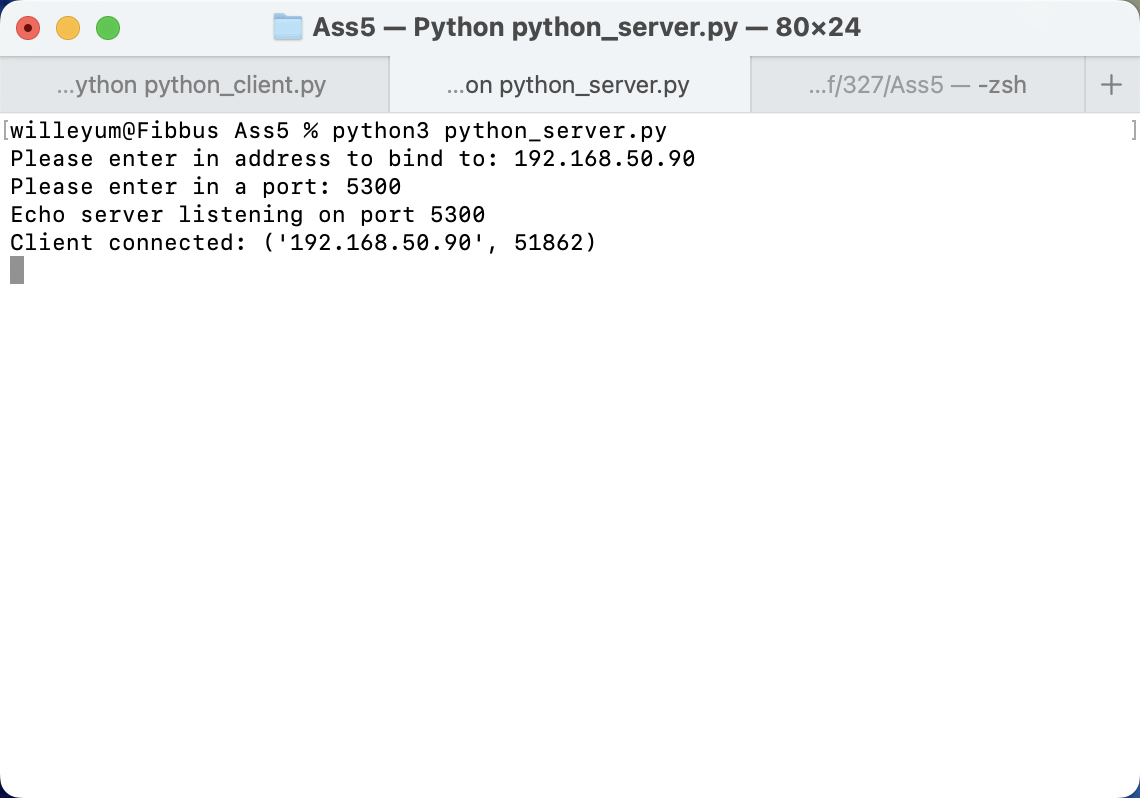 Ass5 — Python python_server.py — 80×24
...ython python_client.py
...on python_server.py
...f/327/Ass5 — -zsh
+
[willeyum@Fibbus Ass5 % python3 python_server.py ]
Please enter in address to bind to: 192.168.50.90
Please enter in a port: 5300
Echo server listening on port 5300
Client connected: ('192.168.50.90', 51862)